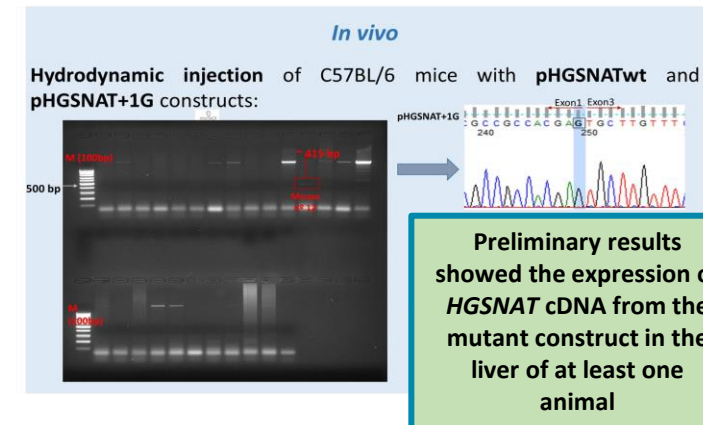 In vivo
Hydrodynamic injection of C57BL/6 mice with pHGSNATwt and
pHGSNAT+1G constructs:
M (100bp)
~ 419 bp
500 bp
pHGSNAT+1G
Exon1 Exon3
G C C G C C A C G A G G T G C T T G T T T
240 250
Preliminary results
showed the expression o
HGSNAT cDNA from the
mutant construct in the
liver of at least one
animal